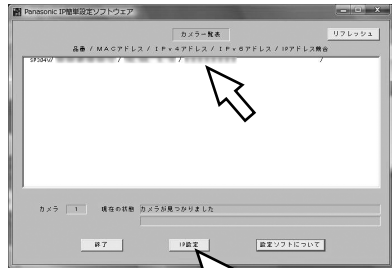 Panasonic IP簡単設定ソフトウェア
カメラ一覧表
リフレッシュ
品番 / MACアドレス / IPv4アドレス / IPv6アドレス / IPアドレス競合
カメラ 1 現在の状態 カメラが見つかりました
終了 IP設定 設定ソフトについて